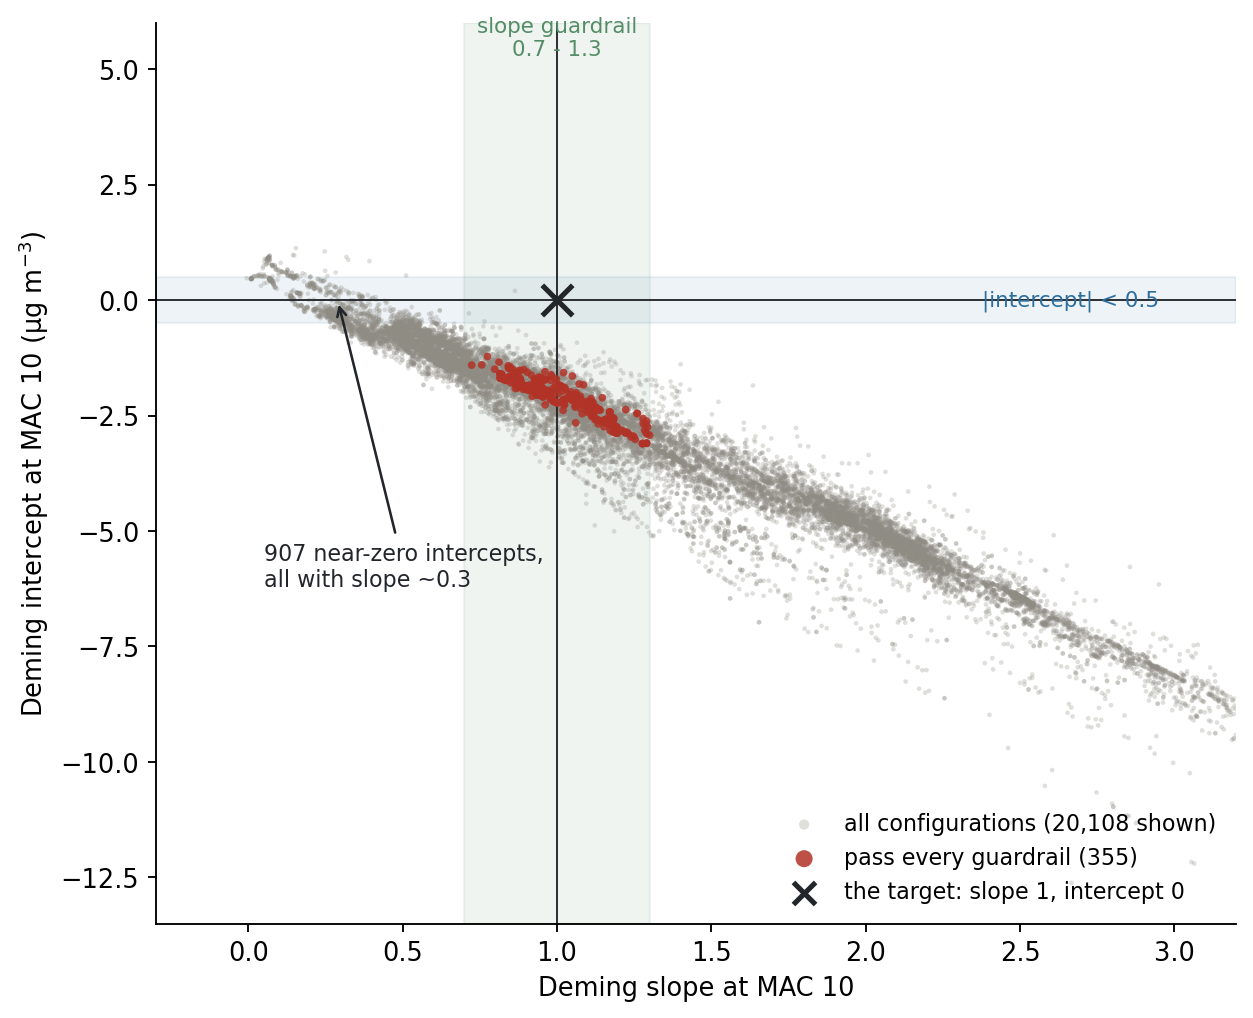 slope guardrail
0.7 - 1.3
5.0
2.5
0.0
−2.5
−5.0
−7.5
−10.0
−12.5
|intercept| < 0.5
907 near-zero intercepts,
all with slope ~0.3
all configurations (20,108 shown)
pass every guardrail (355)
the target: slope 1, intercept 0
0.0 0.5 1.0 1.5 2.0 2.5 3.0
Deming slope at MAC 10
Deming intercept at MAC 10 (µg m⁻³)